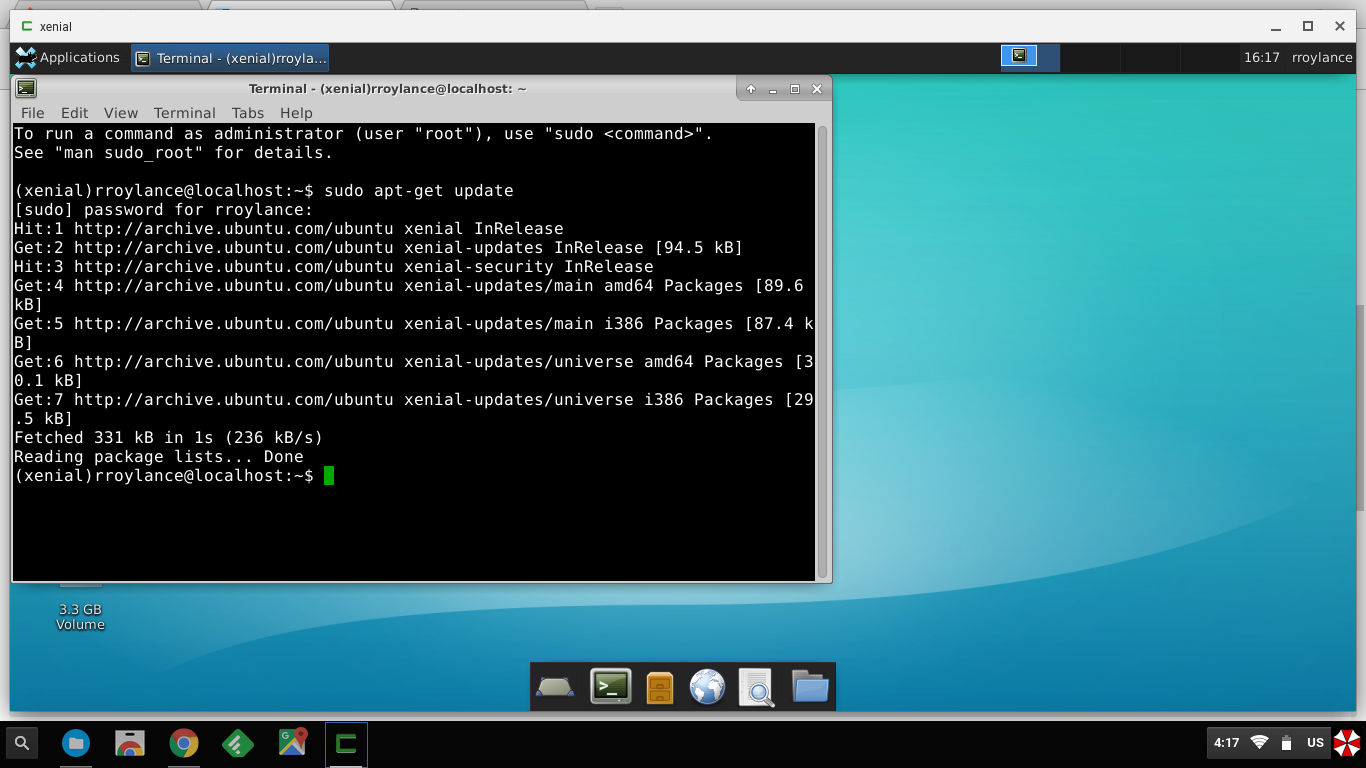 xenial
Applications
Terminal - (xenial)rroyla...
16:17
rroylance
Terminal - (xenial)rroylance@localhost: ~
File Edit View Terminal Tabs Help
To run a command as administrator (user "root"), use "sudo <command>".
See "man sudo_root" for details.
(xenial)rroylance@localhost:~$ sudo apt-get update
[sudo] password for rroylance:
Hit:1 http://archive.ubuntu.com/ubuntu xenial InRelease
Get:2 http://archive.ubuntu.com/ubuntu xenial-updates InRelease [94.5 kB]
Hit:3 http://archive.ubuntu.com/ubuntu xenial-security InRelease
Get:4 http://archive.ubuntu.com/ubuntu xenial-updates/main amd64 Packages [89.6
kB]
Get:5 http://archive.ubuntu.com/ubuntu xenial-updates/main i386 Packages [87.4 k
B]
Get:6 http://archive.ubuntu.com/ubuntu xenial-updates/universe amd64 Packages [3
0.1 kB]
Get:7 http://archive.ubuntu.com/ubuntu xenial-updates/universe i386 Packages [29
.5 kB]
Fetched 331 kB in 1s (236 kB/s)
Reading package lists... Done
(xenial)rroylance@localhost:~$
3.3 GB
Volume
4:17
US